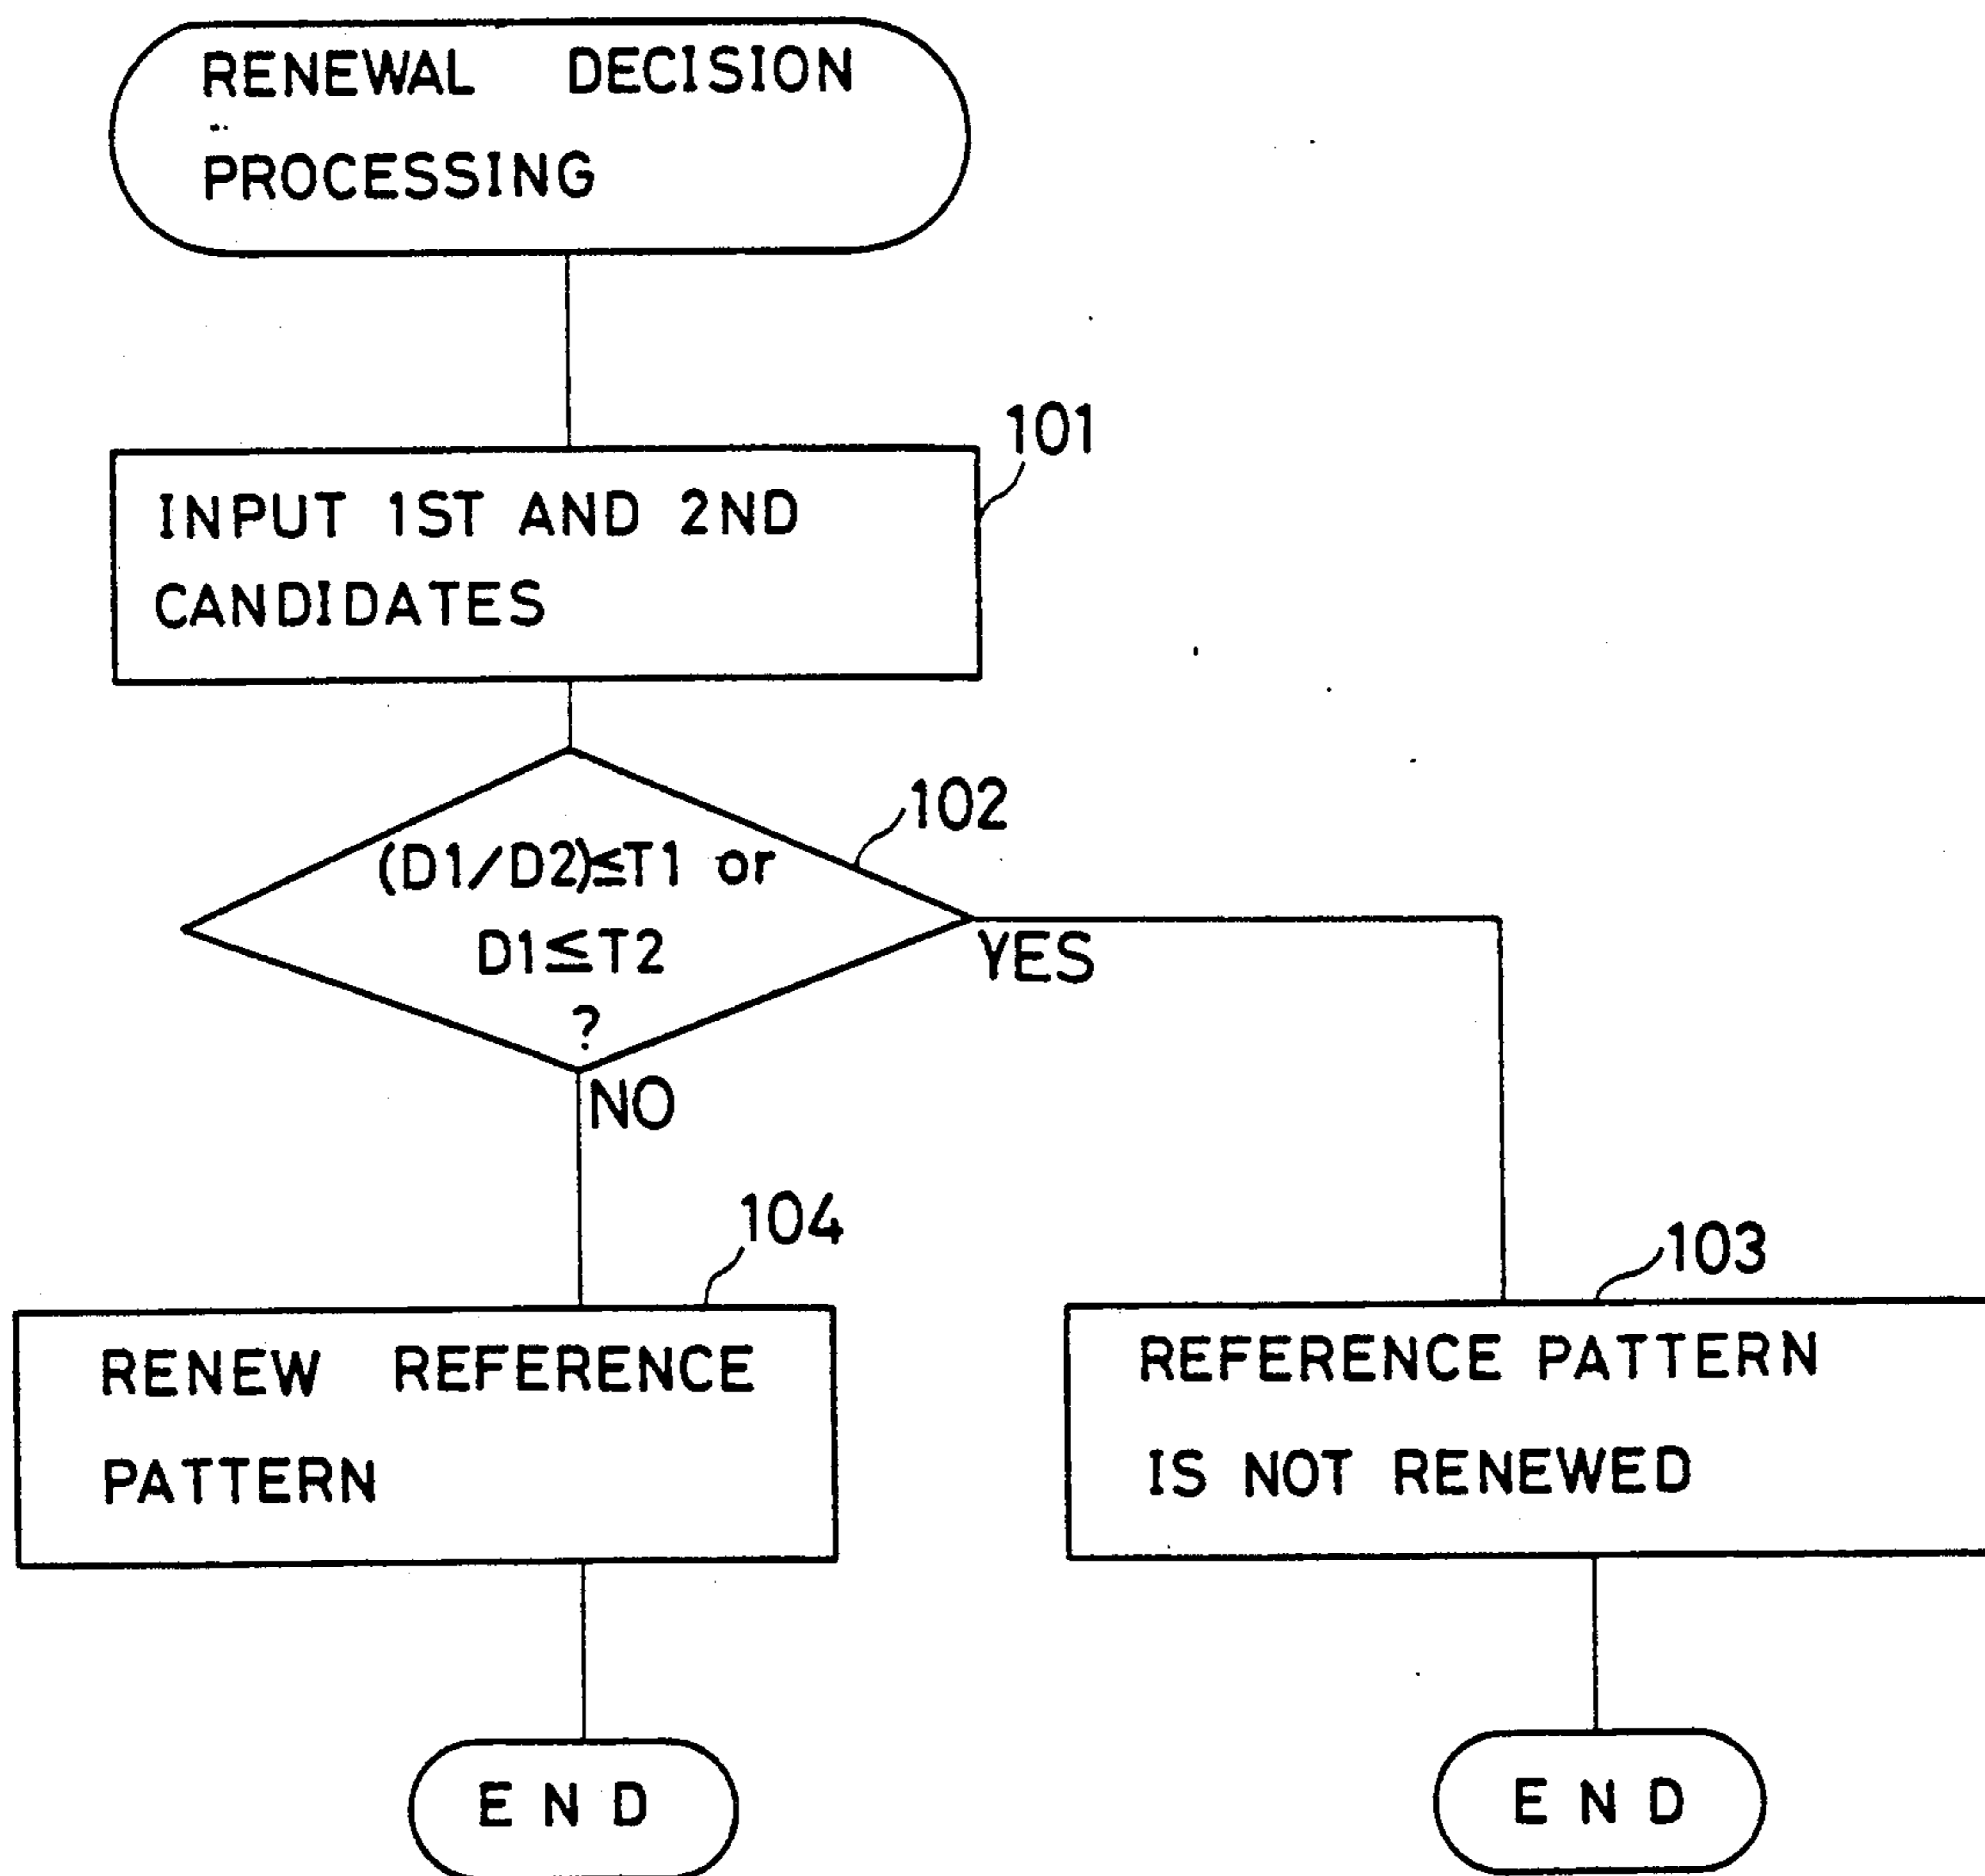 RENEWAL DECISION
PROCESSING
101
INPUT 1ST AND 2ND
CANDIDATES
102
(D1/D2)≦T1 or
D1≦T2
?
YES
NO
104
103
RENEW REFERENCE
PATTERN
REFERENCE PATTERN
IS NOT RENEWED
END
END